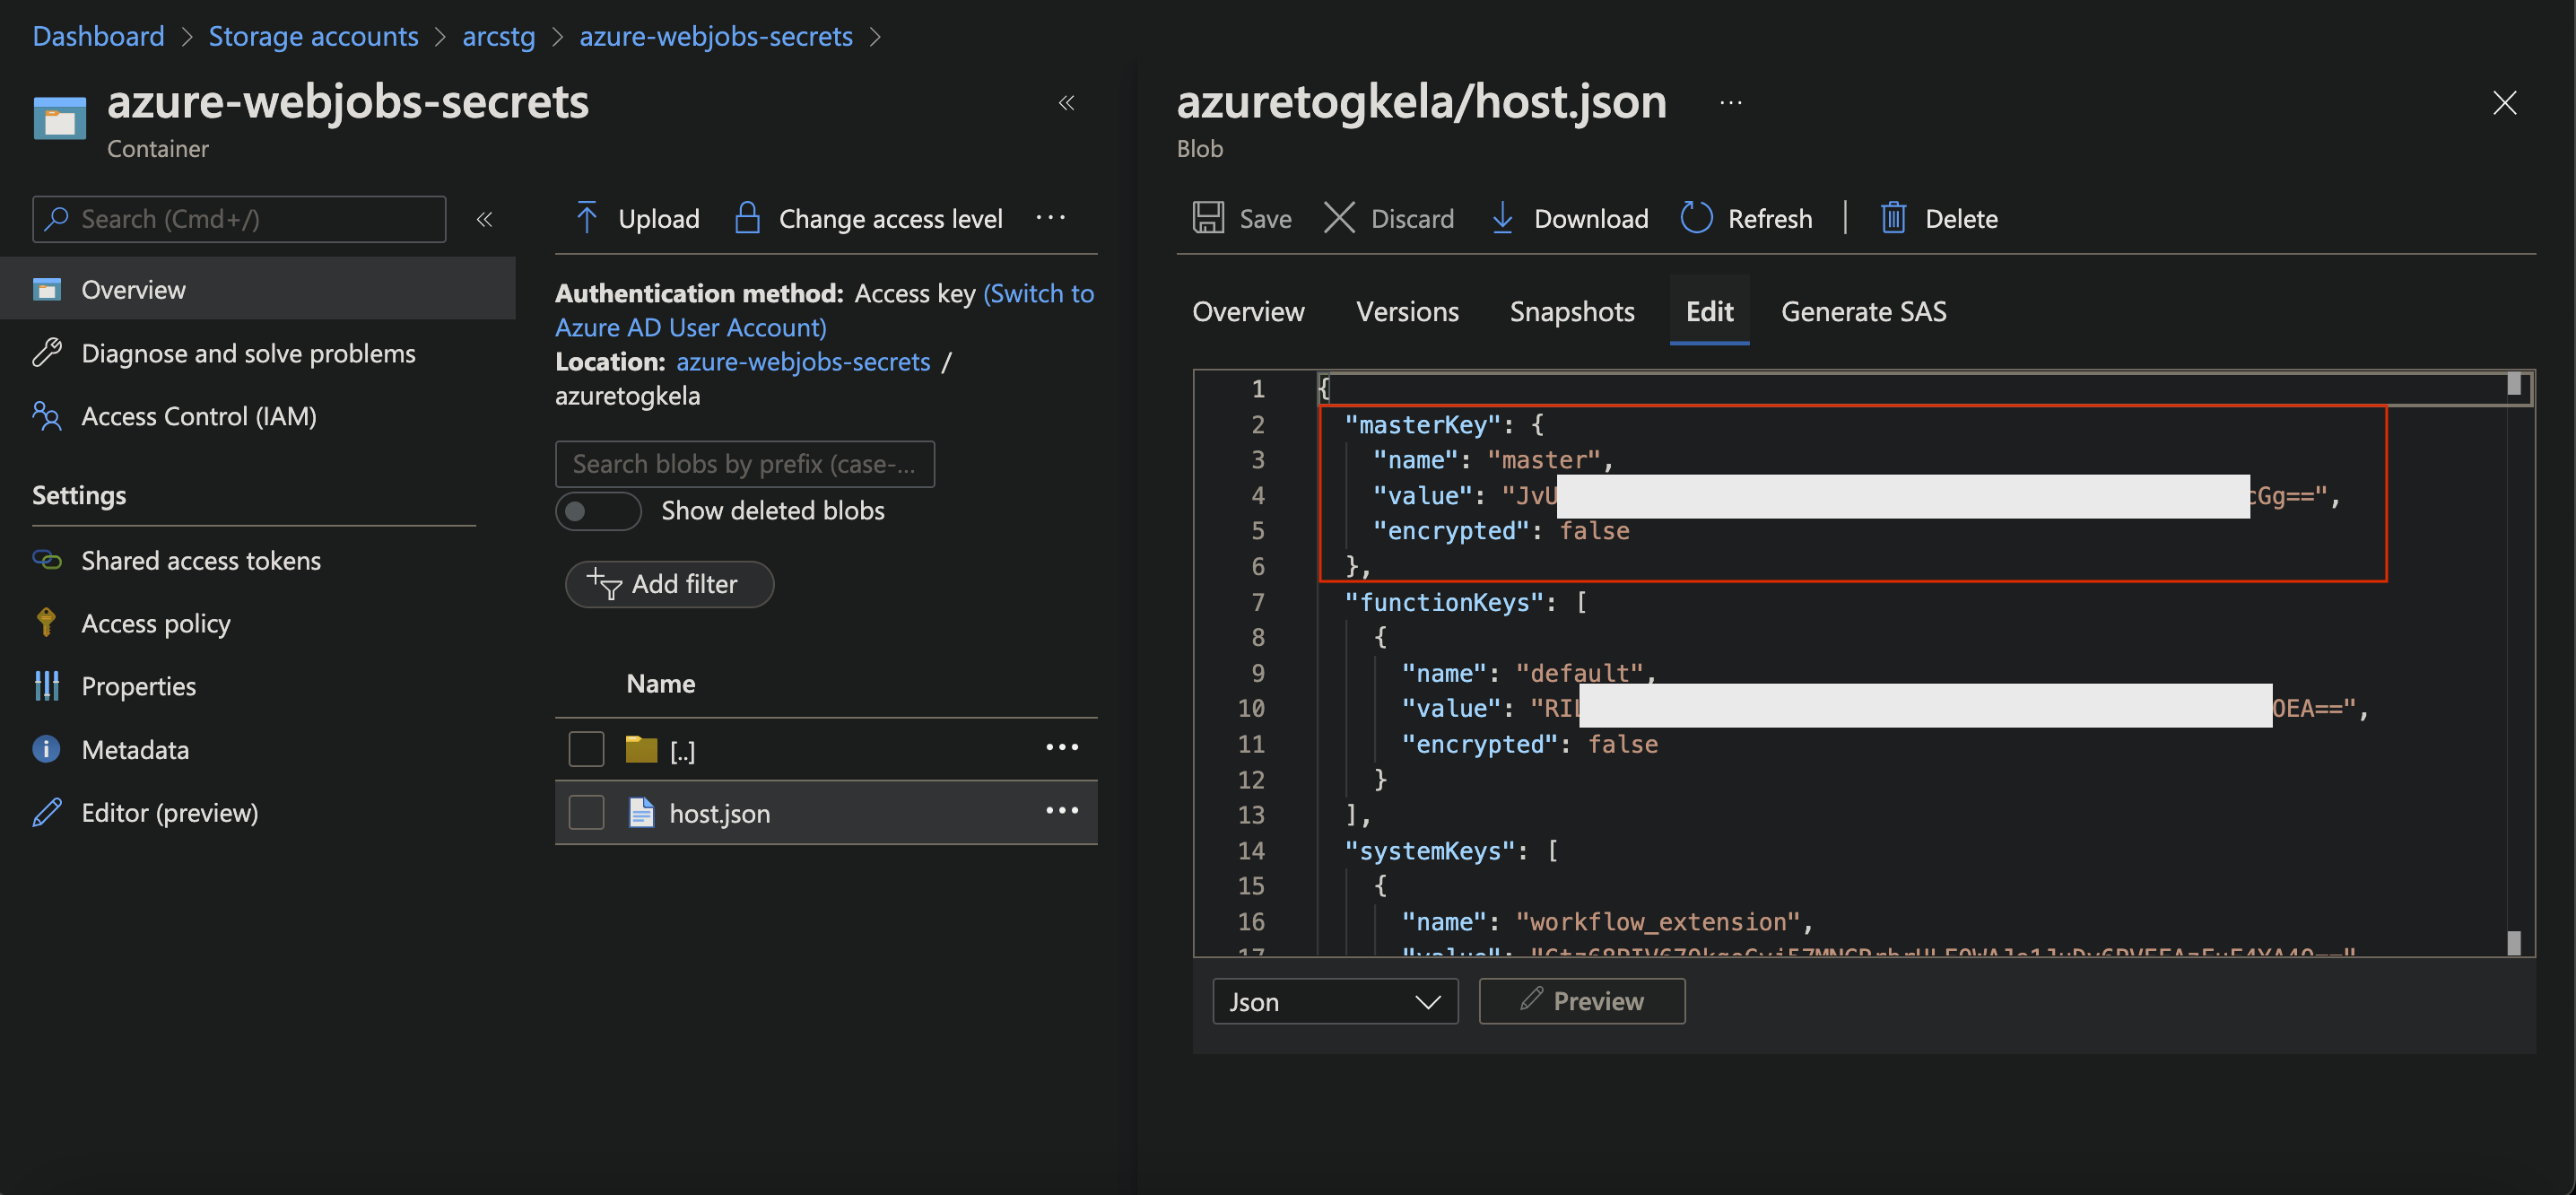 Dashboard > Storage accounts > arcstg > azure-webjobs-secrets >
azure-webjobs-secrets
Container
Search (Cmd+/)
Overview
Diagnose and solve problems
Access Control (IAM)
Settings
Shared access tokens
Access policy
Properties
Metadata
Editor (preview)
Upload Change access level ...
Authentication method: Access key (Switch to
Azure AD User Account)
Location: azure-webjobs-secrets /
azuretogkela
Search blobs by prefix (case-...
Show deleted blobs
Add filter
Name
[..]
host.json
azuretogkela/host.json ...
Blob
Save Discard Download Refresh Delete
Overview Versions Snapshots Edit Generate SAS
1 {
2 "masterKey": {
3 "name": "master",
4 "value": "JvU cGg==",
5 "encrypted": false
6 },
7 "functionKeys": [
8 {
9 "name": "default",
10 "value": "RIL OEA==",
11 "encrypted": false
12 }
13 ],
14 "systemKeys": [
15 {
16 "name": "workflow_extension",
17 "value":
Json
Preview